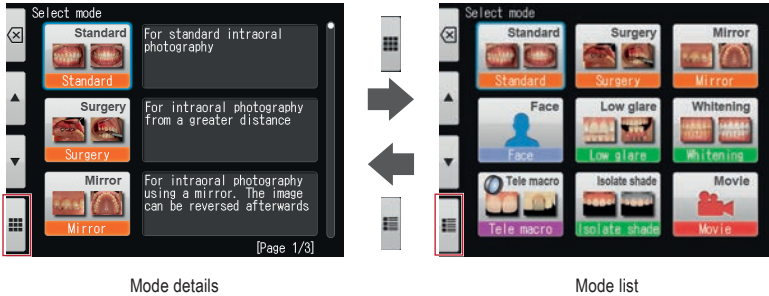 Select mode
Standard
Standard
For standard intraoral
photography
Surgery
Surgery
For intraoral photography
from a greater distance
Mirror
Mirror
For intraoral photography
using a mirror. The image
can be reversed afterwards
[Page 1/3]
Mode details
Select mode
Standard
Standard
Surgery
Surgery
Mirror
Mirror
Face
Face
Low glare
Low glare
Whitening
Whitening
Tele macro
Tele macro
Isolate shade
Isolate shade
Movie
Movie
Mode list